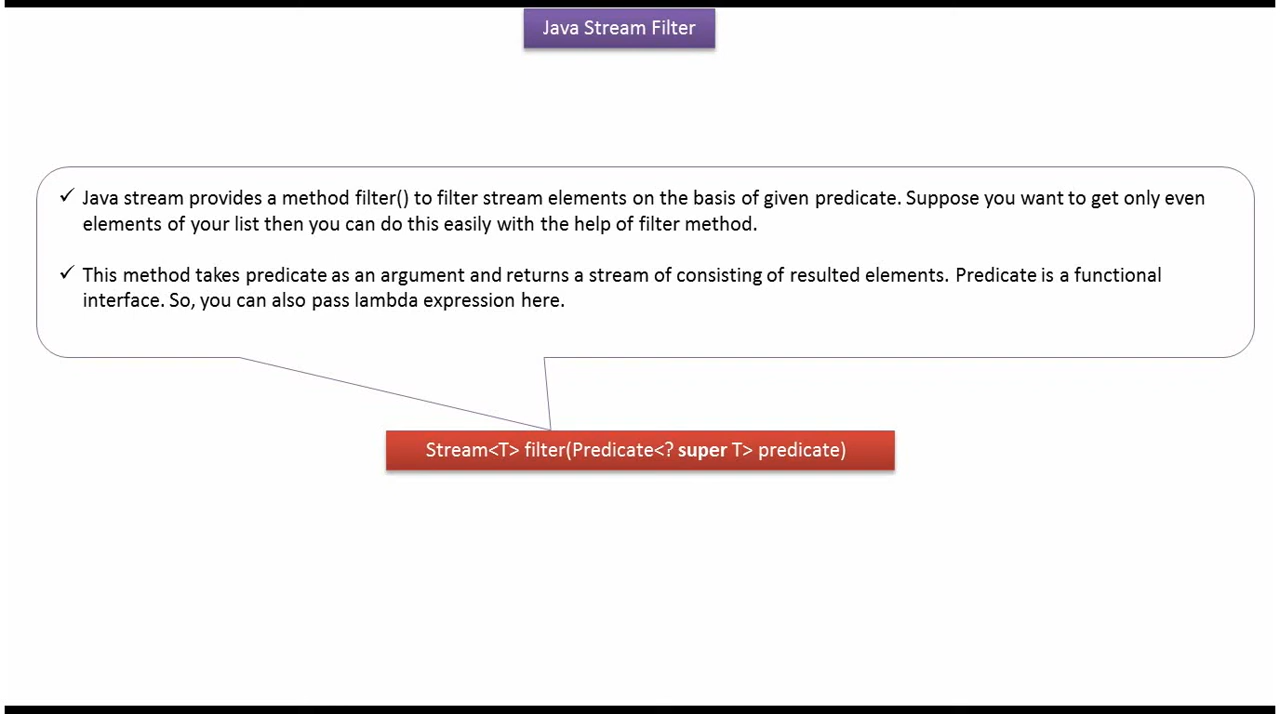 Java Stream Filter
✓ Java stream provides a method filter() to filter stream elements on the basis of given predicate. Suppose you want to get only even
elements of your list then you can do this easily with the help of filter method.
✓ This method takes predicate as an argument and returns a stream of consisting of resulted elements. Predicate is a functional
interface. So, you can also pass lambda expression here.
Stream<T> filter(Predicate<? super T> predicate)